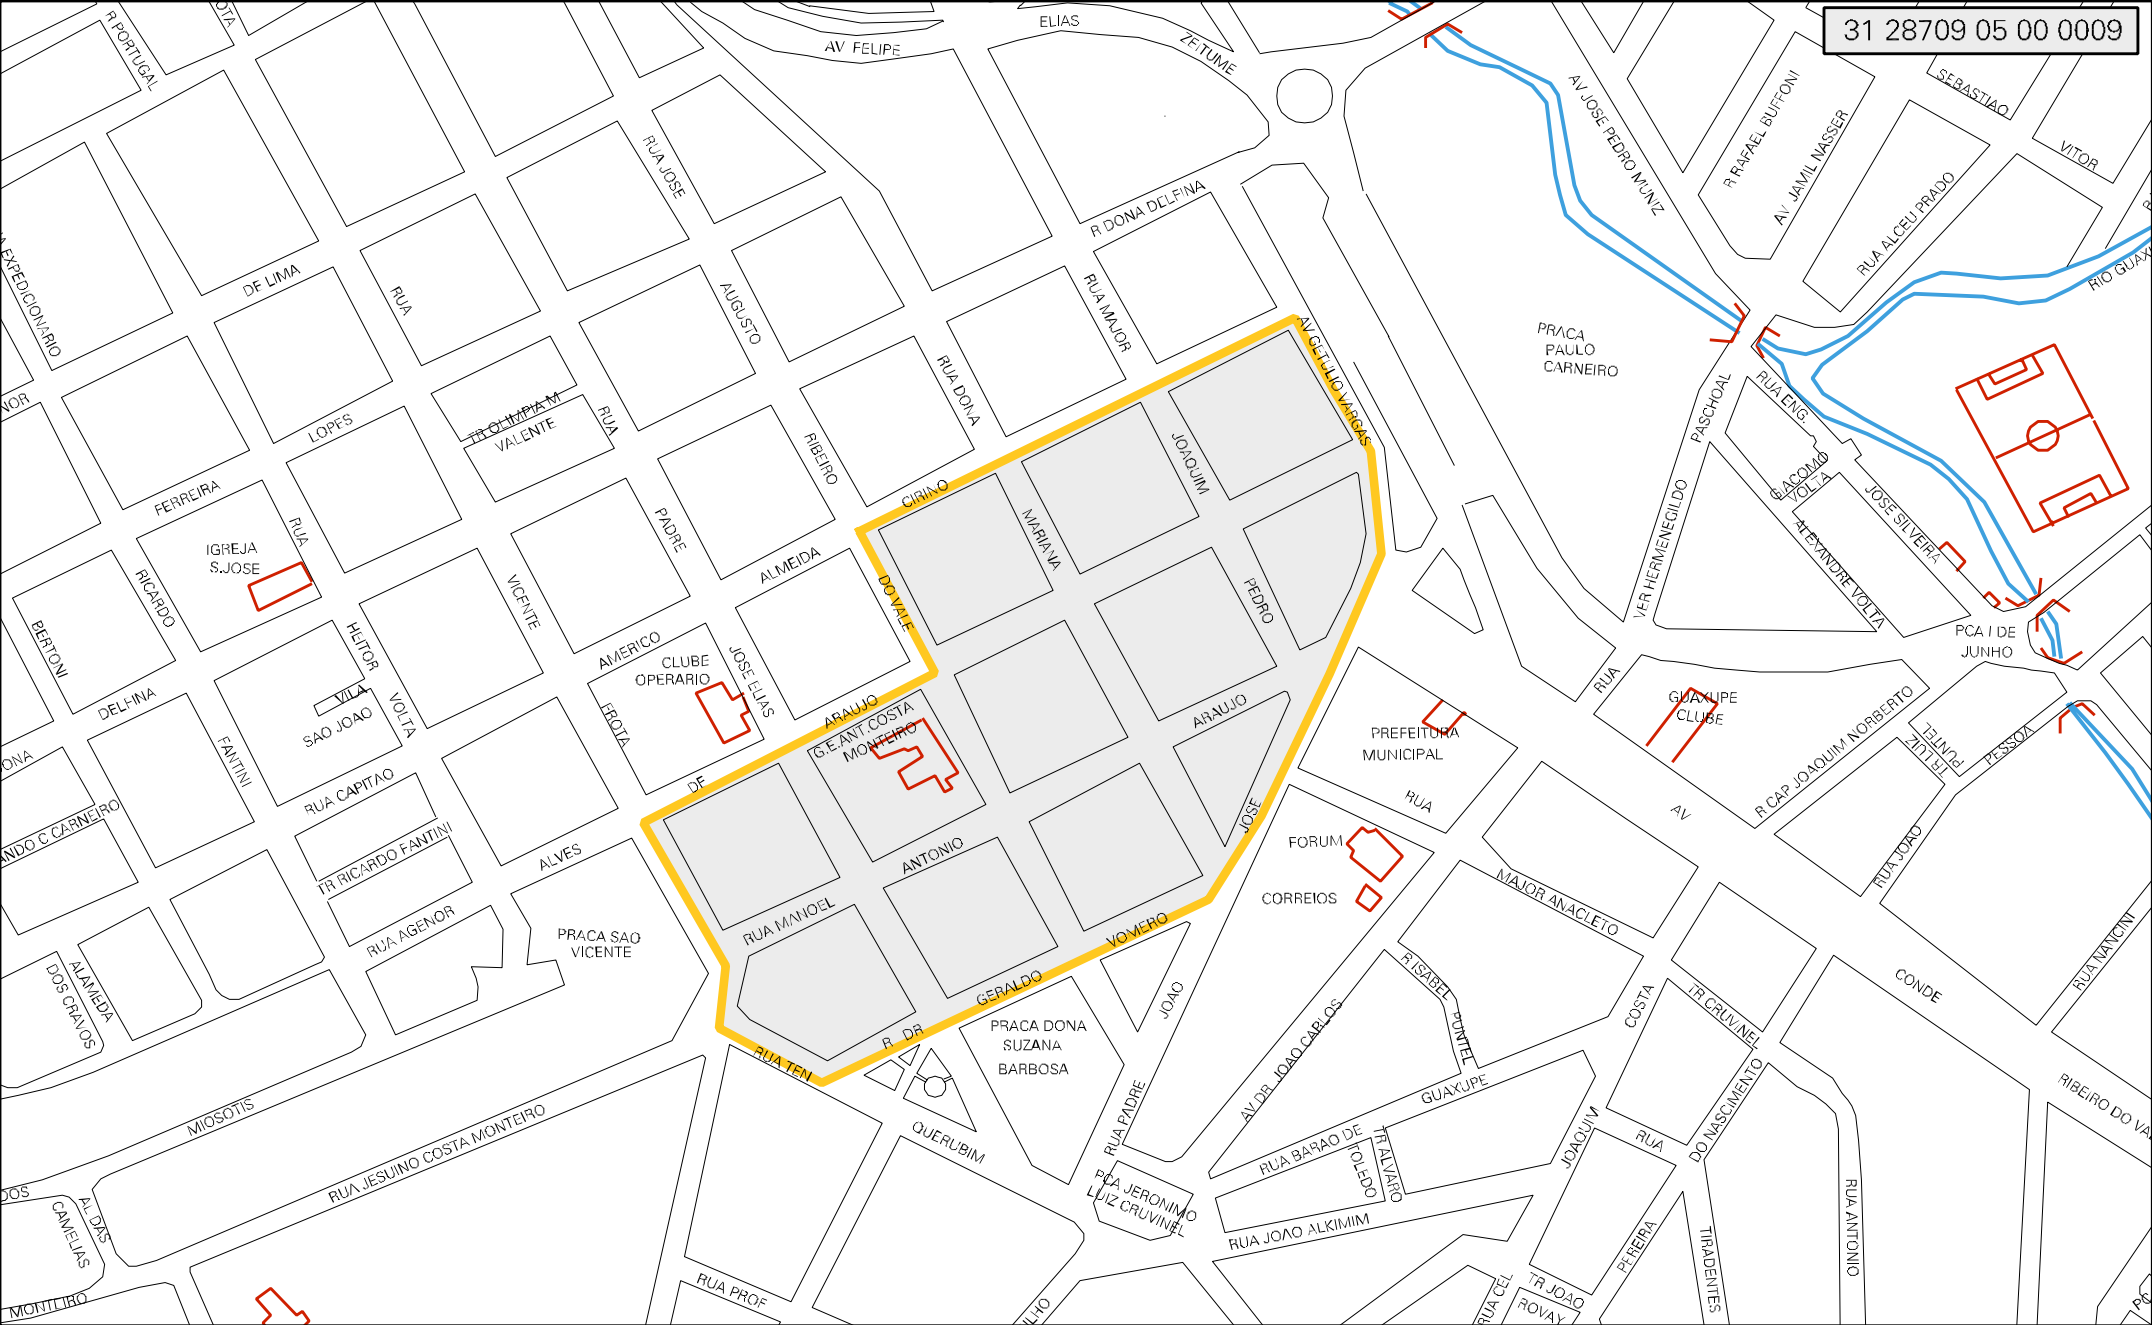 31 28709 05 00 0009
R PORTUGAL
OTA
AV FELIPE
ELIAS
ZEITUME
AV JOSE PEDRO MUNIZ
R RAFAEL BUFFONI
AV JAMIL NASSER
SEBASTIAO
VITOR
RUA ALCEU PRADO
RIO GUAX
RUA JOSE
R DONA DELFINA
EXPEDICIONARIO
DE LIMA
RUA
AUGUSTO
RUA MAJOR
AV GETULIO VARGAS
PRACA
PAULO
CARNEIRO
PASCHOAL
RUA ENG.
GIACOMO
VOLTA
JOSE SILVEIRA
ALEXANDRE VOLTA
VER HERMENEGILDO
NOR
LOPES
TR OLIMPIA M
VALENTE
RUA
RUA DONA
RIBEIRO
CIRINO
JOAQUIM
MARIANA
PEDRO
FERREIRA
RUA
IGREJA
S.JOSE
RICARDO
PADRE
ALMEIDA
DO VALE
VICENTE
HEITOR
AMERICO
CLUBE
OPERARIO
JOSE ELIAS
BERTONI
DELFINA
VILA
SAO JOAO
VOLTA
FROTA
ARAUJO
G.E.ANT.COSTA
MONTEIRO
ARAUJO
PCA I DE
JUNHO
RUA
GUAXUPE
CLUBE
PREFEITURA
MUNICIPAL
R CAP JOAQUIM NORBERTO
TR LUIZ
PUNTEL
PESSOA
ONA
FANTINI
RUA CAPITAO
DE
ANDO C CARNEIRO
TR RICARDO FANTINI
ALVES
ANTONIO
JOSE
RUA
AV
FORUM
CORREIOS
RUA JOAO
MAJOR ANACLETO
RUA AGENOR
PRACA SAO
VICENTE
RUA MANOEL
VOMERO
GERALDO
R DR
ALAMEDA
DOS CRAVOS
JOAO
PRACA DONA
SUZANA
BARBOSA
R ISABEL
PUNTEL
COSTA
TR CRUVINEL
CONDE
RUA NANCINI
RUA TEN
AV DR JOAO CARLOS
GUAXUPE
DO NASCIMENTO
RIBEIRO DO VA
MIOSOTIS
RUA JESUINO COSTA MONTEIRO
QUERUBIM
RUA PADRE
RUA BARAO DE
TOLEDO
TR ALVARO
JOAQUIM
RUA
DOS
AL DAS
CAMELIAS
PCA JERONIMO
LUIZ CRUVINEL
RUA JOAO ALKIMIM
PEREIRA
TIRADENTES
RUA ANTONIO
MONTEIRO
RUA PROF
ILHO
RUA CEL
TR JOAO
ROVAY